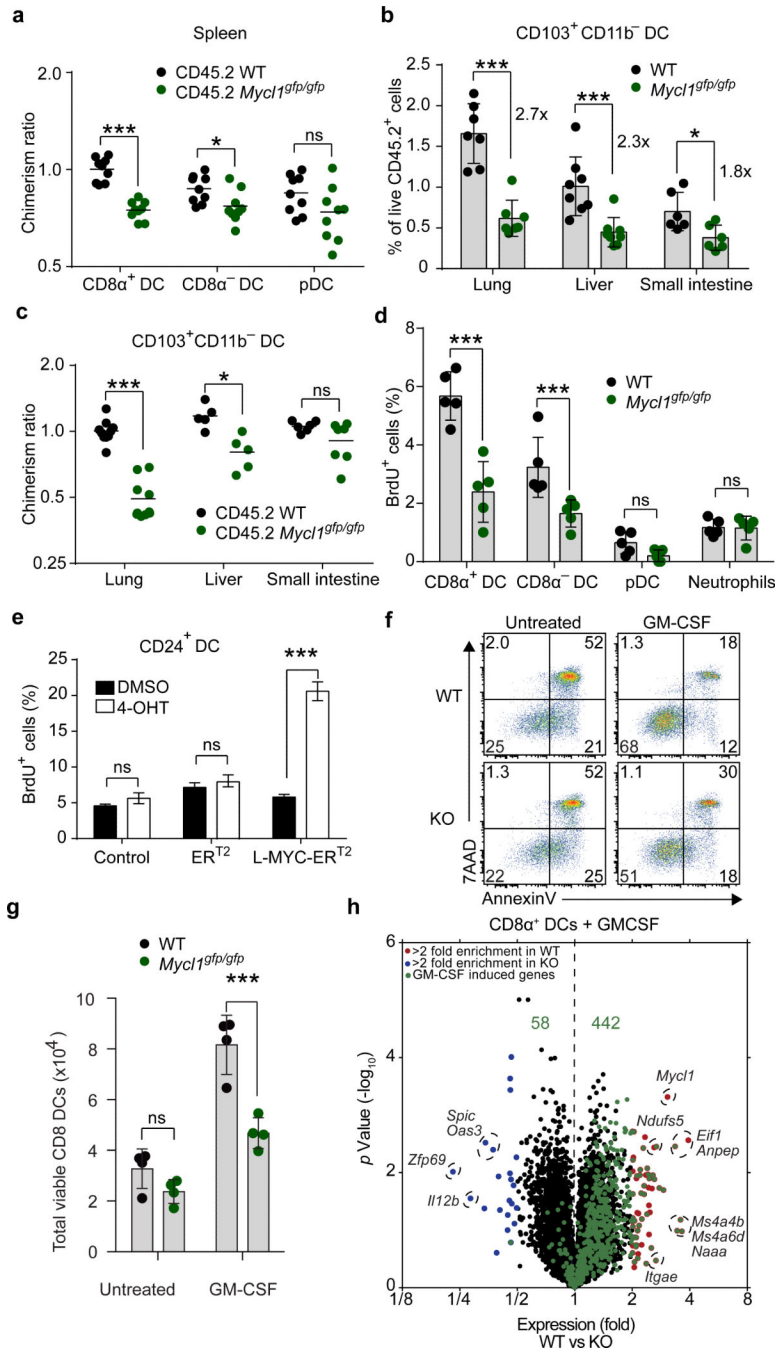 a
Spleen
CD45.2 WT
CD45.2 Mycl1gfp/gfp
Chimerism ratio
2.0
1.0
0.5
***
*
ns
CD8α+ DC
CD8α− DC
pDC
b
CD103+ CD11b− DC
WT
Mycl1gfp/gfp
% of live CD45.2+ cells
2.5
2.0
1.5
1.0
0.5
0
***
2.7x
***
2.3x
*
1.8x
Lung
Liver
Small intestine
c
CD103+CD11b− DC
Chimerism ratio
2.0
1.0
0.5
0.25
***
*
ns
CD45.2 WT
CD45.2 Mycl1gfp/gfp
Lung
Liver
Small intestine
d
WT
Mycl1gfp/gfp
BrdU+ cells (%)
8
6
4
2
0
***
***
ns
ns
CD8α+ DC
CD8α− DC
pDC
Neutrophils
e
CD24+ DC
DMSO
4-OHT
BrdU+ cells (%)
25
20
15
10
5
0
ns
ns
***
Control
ERT2
L-MYC-ERT2
f
Untreated
GM-CSF
WT
2.0
52
25
21
1.3
18
68
12
KO
1.3
52
22
25
1.1
30
51
18
7AAD
AnnexinV
g
WT
Mycl1gfp/gfp
Total viable CD8 DCs (x10⁴)
10
8
6
4
2
0
ns
***
Untreated
GM-CSF
h
CD8α+ DCs + GMCSF
>2 fold enrichment in WT
>2 fold enrichment in KO
GM-CSF induced genes
58
442
p Value (-log10)
6
4
2
0
Mycl1
Ndufs5
Eif1
Anpep
Spic
Oas3
Zfp69
Il12b
Ms4a4b
Ms4a6d
Naaa
Itgae
1/8
1/4
1/2
1
2
4
8
Expression (fold)
WT vs KO